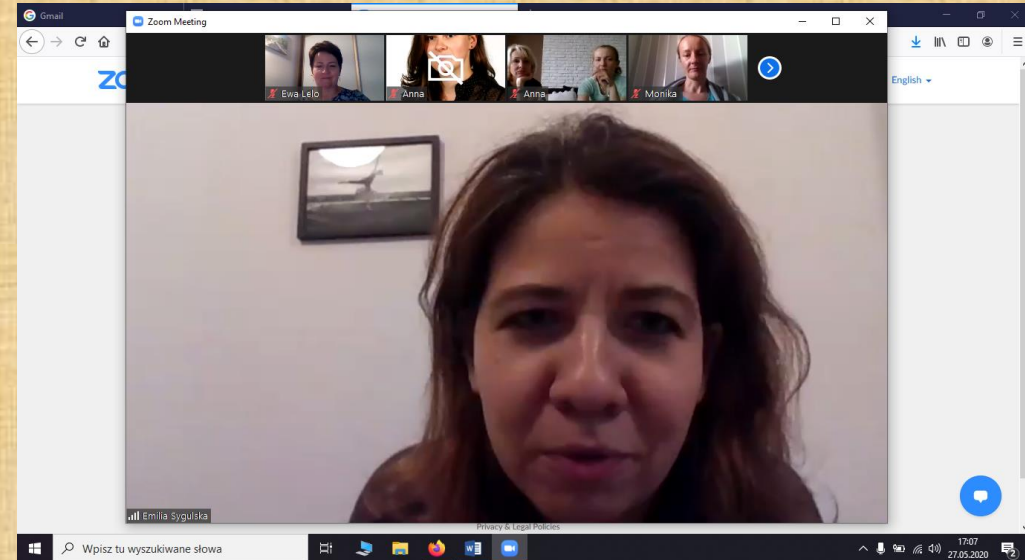 Gmail
Zoom Meeting
English
Ewa Lelo
Anna
Anna
Monika
Emilia Sygulska
Privacy & Legal Policies
Wpisz tu wyszukiwane słowa
17:07
27.05.2020
2